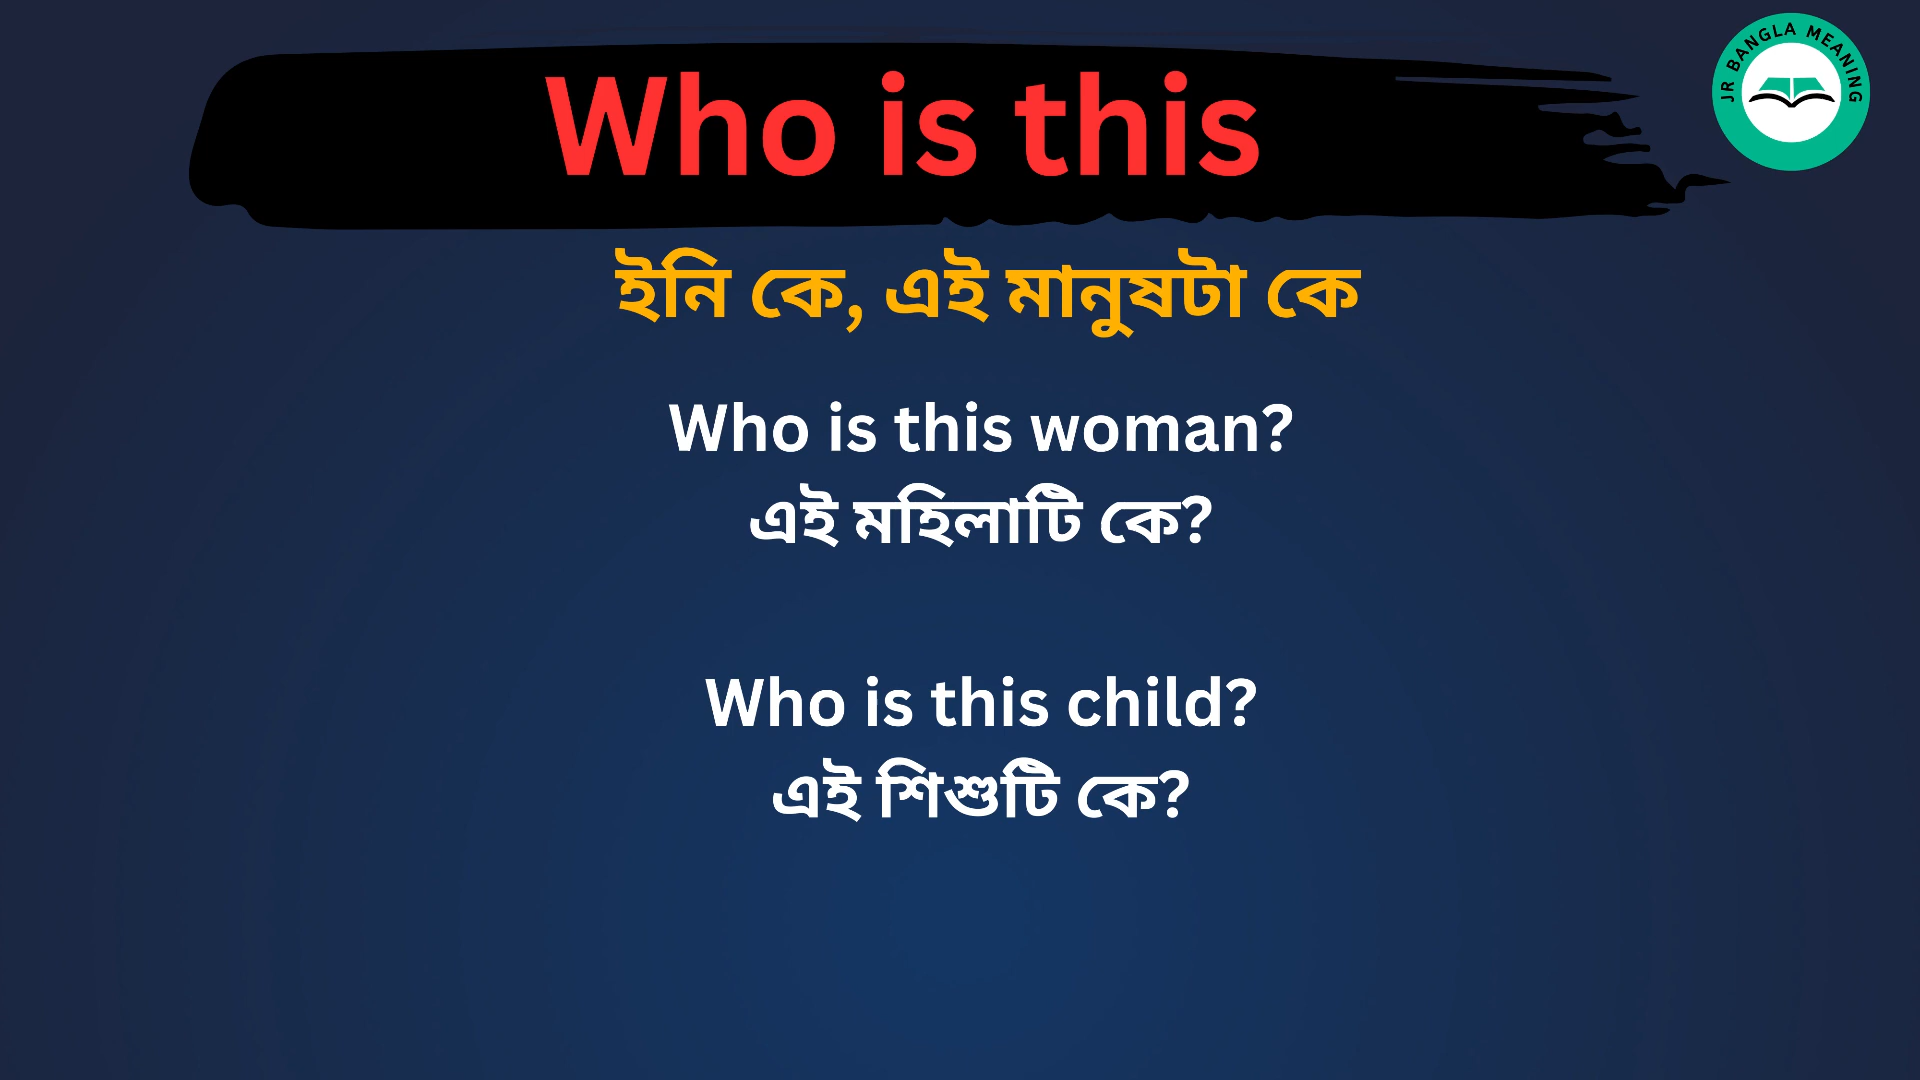 Who is this
JR BANGLA MEANING
ইনি কে, এই মানুষটা কে
Who is this woman?
এই মহিলাটি কে?
Who is this child?
এই শিশুটি কে?